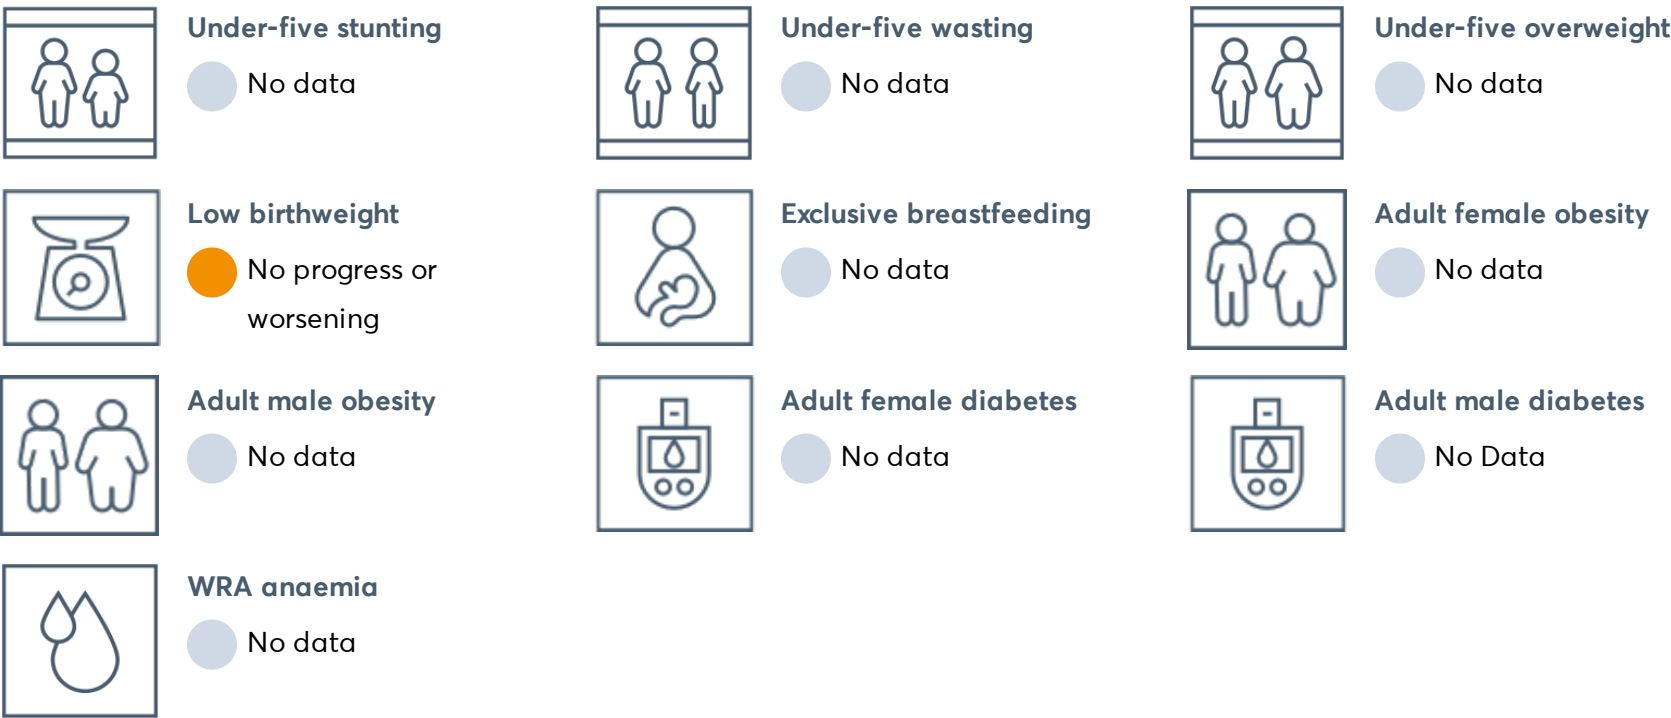 Under-five stunting
No data
Under-five wasting
No data
Under-five overweight
No data
Low birthweight
No progress or
worsening
Exclusive breastfeeding
No data
Adult female obesity
No data
Adult male obesity
No data
Adult female diabetes
No data
Adult male diabetes
No Data
WRA anaemia
No data